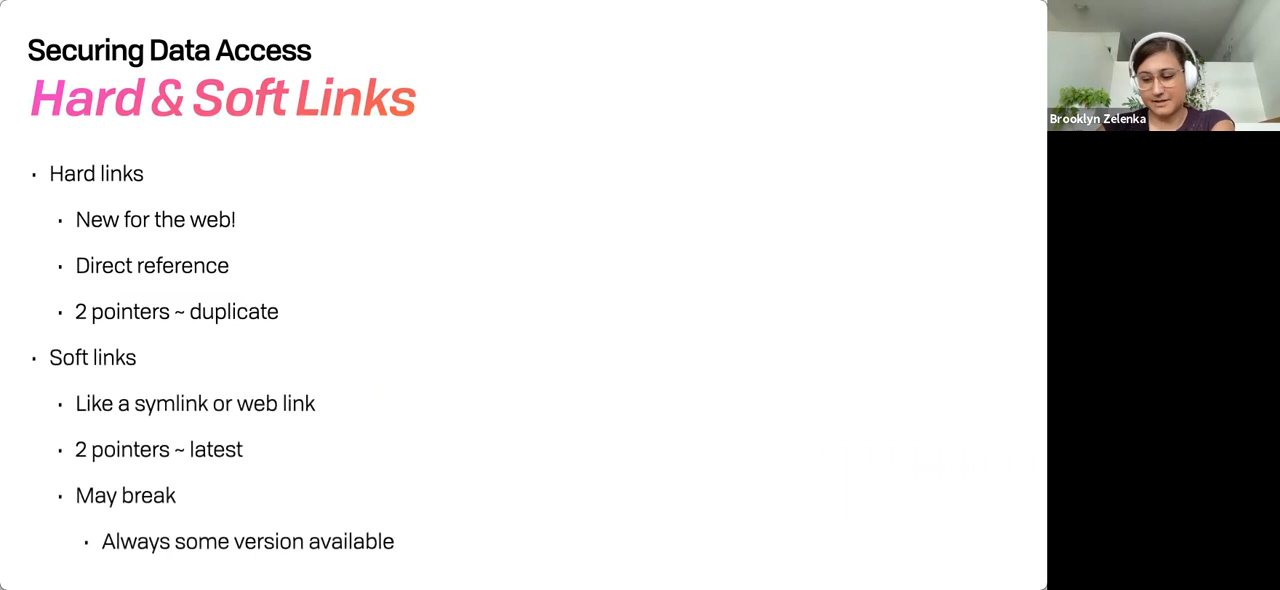 Securing Data Access
Hard & Soft Links
· Hard links
· New for the web!
· Direct reference
· 2 pointers ~ duplicate
· Soft links
· Like a symlink or web link
· 2 pointers ~ latest
· May break
· Always some version available
Brooklyn Zelenka